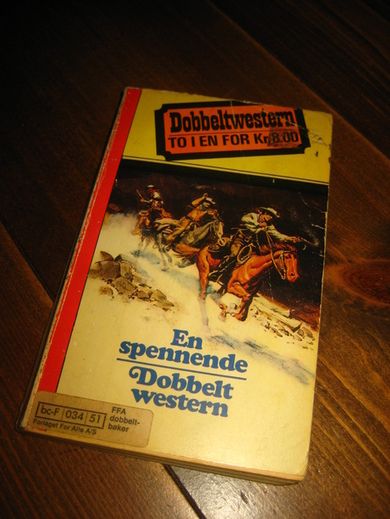 Dobbeltwestern
TO I EN FOR Kr. 8.00
En
spennende
Dobbelt
western
bc-F 034 51
Forlaget For Alle A/S
FFA
dobbelt-
bøker